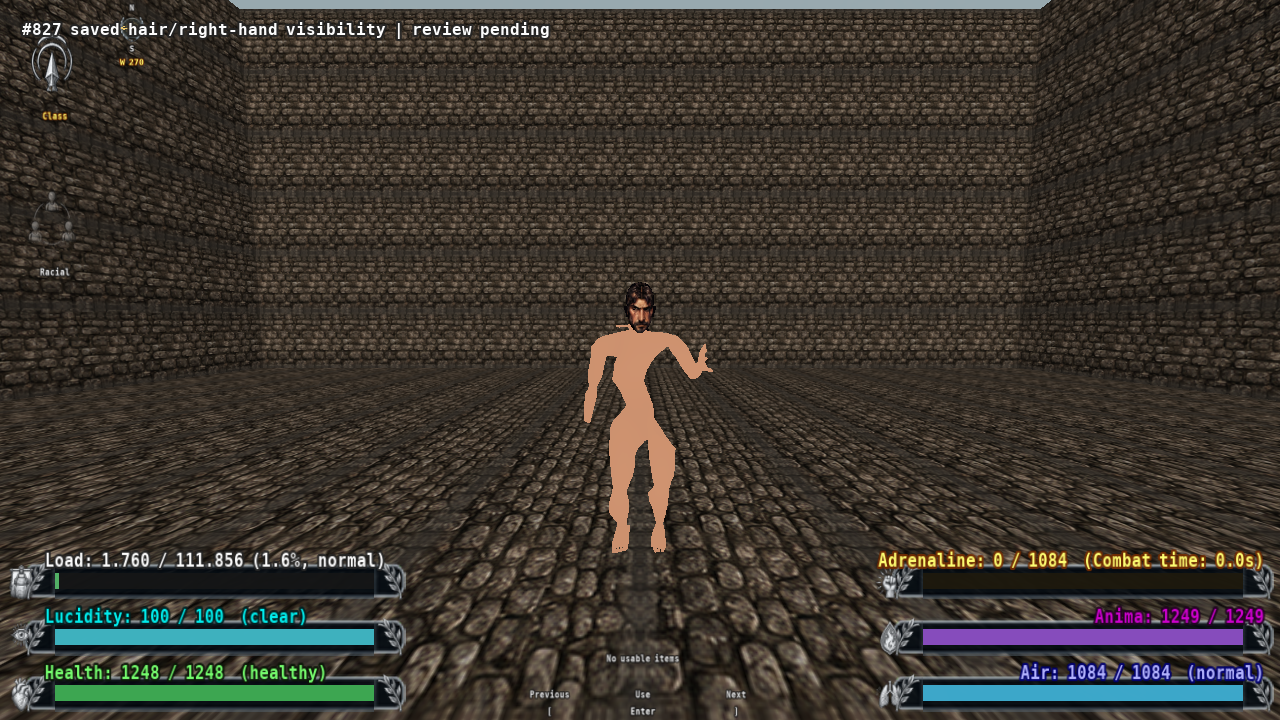 N
#827 saved-hair/right-hand visibility | review pending
S
W 270
Class
Racial
Load: 1.760 / 111.856 (1.6%, normal)
Adrenaline: 0 / 1084 (Combat time: 0.0s)
Lucidity: 100 / 100 (clear)
Anima: 1249 / 1249
Health: 1248 / 1248 (healthy)
Air: 1084 / 1084 (normal)
No usable items
Previous Use Next
[ Enter ]